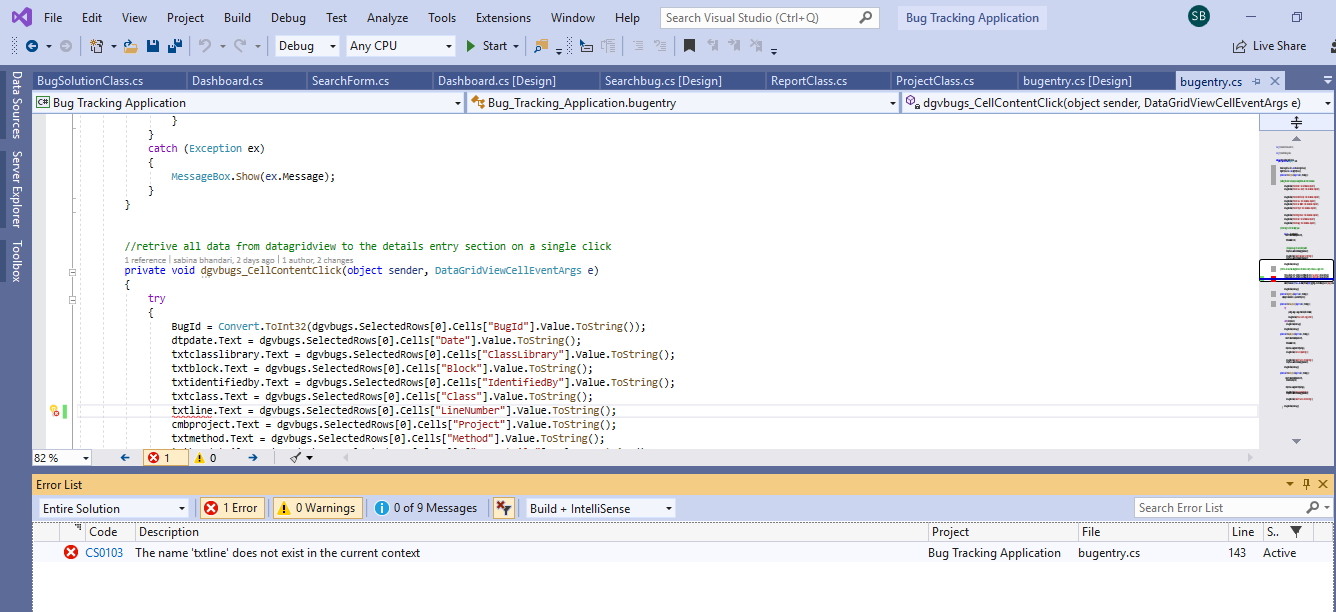 File Edit View Project Build Debug Test Analyze Tools Extensions Window Help Search Visual Studio (Ctrl+Q) Bug Tracking Application SB
Debug Any CPU Start Live Share
BugSolutionClass.cs Dashboard.cs SearchForm.cs Dashboard.cs [Design] Searchbug.cs [Design] ReportClass.cs ProjectClass.cs bugentry.cs [Design] bugentry.cs
C# Bug Tracking Application Bug_Tracking_Application.bugentry dgvbugs_CellContentClick(object sender, DataGridViewCellEventArgs e)
Data Sources
Server Explorer
Toolbox
}
}
catch (Exception ex)
{
MessageBox.Show(ex.Message);
}
}
//retrive all data from datagridview to the details entry section on a single click
1 reference | sabina bhandari, 2 days ago | 1 author, 2 changes
private void dgvbugs_CellContentClick(object sender, DataGridViewCellEventArgs e)
{
try
{
BugId = Convert.ToInt32(dgvbugs.SelectedRows[0].Cells["BugId"].Value.ToString());
dtpdate.Text = dgvbugs.SelectedRows[0].Cells["Date"].Value.ToString();
txtclasslibrary.Text = dgvbugs.SelectedRows[0].Cells["ClassLibrary"].Value.ToString();
txtblock.Text = dgvbugs.SelectedRows[0].Cells["Block"].Value.ToString();
txtidentifiedby.Text = dgvbugs.SelectedRows[0].Cells["IdentifiedBy"].Value.ToString();
txtclass.Text = dgvbugs.SelectedRows[0].Cells["Class"].Value.ToString();
txtline.Text = dgvbugs.SelectedRows[0].Cells["LineNumber"].Value.ToString();
cmbproject.Text = dgvbugs.SelectedRows[0].Cells["Project"].Value.ToString();
txtmethod.Text = dgvbugs.SelectedRows[0].Cells["Method"].Value.ToString();
82 % 1 0
Error List
Entire Solution 1 Error 0 Warnings 0 of 9 Messages Build + IntelliSense Search Error List
Code Description Project File Line S..
CS0103 The name 'txtline' does not exist in the current context Bug Tracking Application bugentry.cs 143 Active